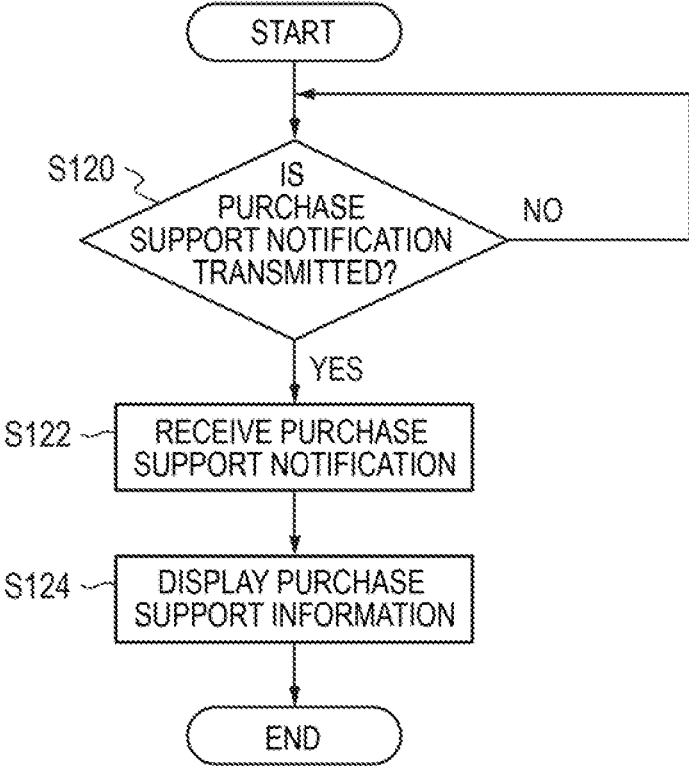 START
S120
IS
PURCHASE
SUPPORT NOTIFICATION
TRANSMITTED?
NO
YES
S122
RECEIVE PURCHASE
SUPPORT NOTIFICATION
S124
DISPLAY PURCHASE
SUPPORT INFORMATION
END